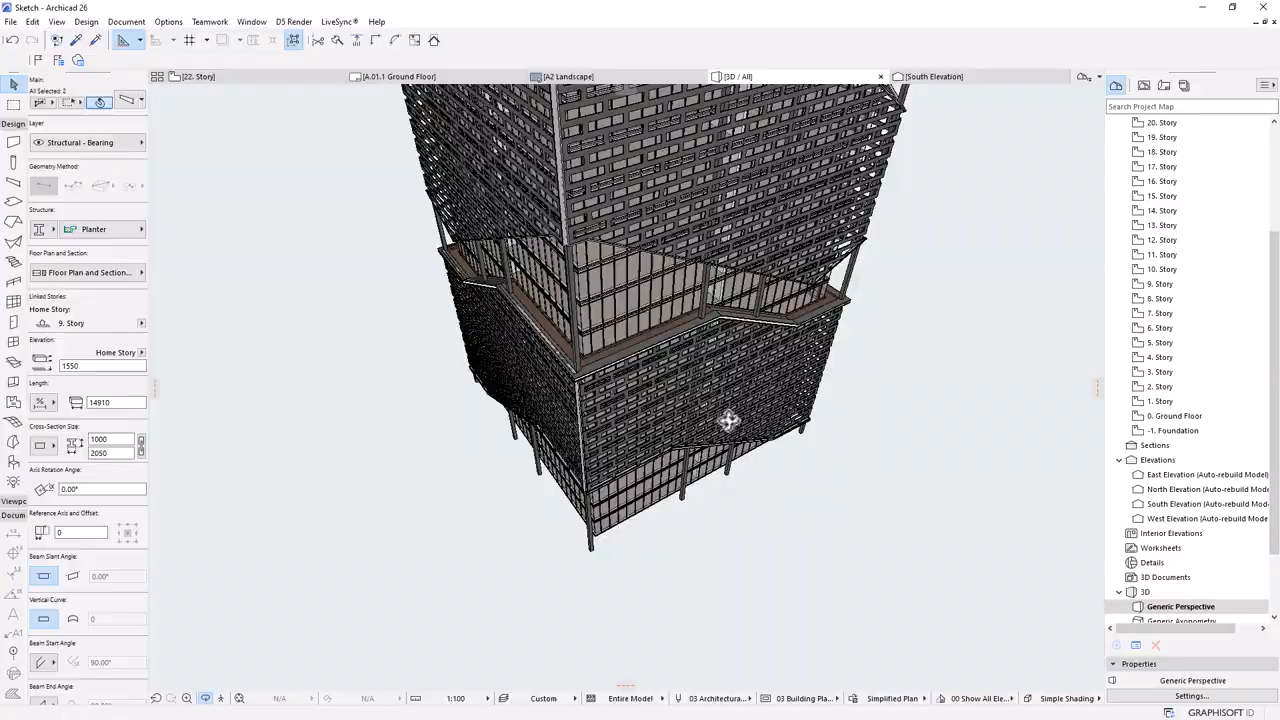 Sketch - Archicad 26
File Edit View Design Document Options Teamwork Window D5 Render LiveSync® Help
[22. Story] [A.01.1 Ground Floor] [A2 Landscape] [3D / All] [South Elevation]
Main:
All Selected: 2
Design
Layer
Structural - Bearing
Geometry Method:
Structure:
Planter
Floor Plan and Section:
Floor Plan and Section...
Linked Stories:
Home Story:
9. Story
Elevation:
Home Story
1550
Length:
14910
Cross-Section Size:
1000
2050
Axis Rotation Angle:
0.00°
Viewpc
Docum
Reference Axis and Offset:
0
Beam Slant Angle:
0.00°
Vertical Curve:
0
Beam Start Angle:
90.00°
Beam End Angle:
Search Project Map
20. Story
19. Story
18. Story
17. Story
16. Story
15. Story
14. Story
13. Story
12. Story
11. Story
10. Story
9. Story
8. Story
7. Story
6. Story
5. Story
4. Story
3. Story
2. Story
1. Story
0. Ground Floor
-1. Foundation
Sections
Elevations
East Elevation (Auto-rebuild Model)
North Elevation (Auto-rebuild Mode
South Elevation (Auto-rebuild Mode
West Elevation (Auto-rebuild Mode
Interior Elevations
Worksheets
Details
3D Documents
3D
Generic Perspective
Generic Axonometry
Properties
Generic Perspective
Settings...
N/A N/A 1:100 Custom Entire Model 03 Architectura... 03 Building Pla... Simplified Plan 00 Show All Ele... Simple Shading
GRAPHISOFT ID